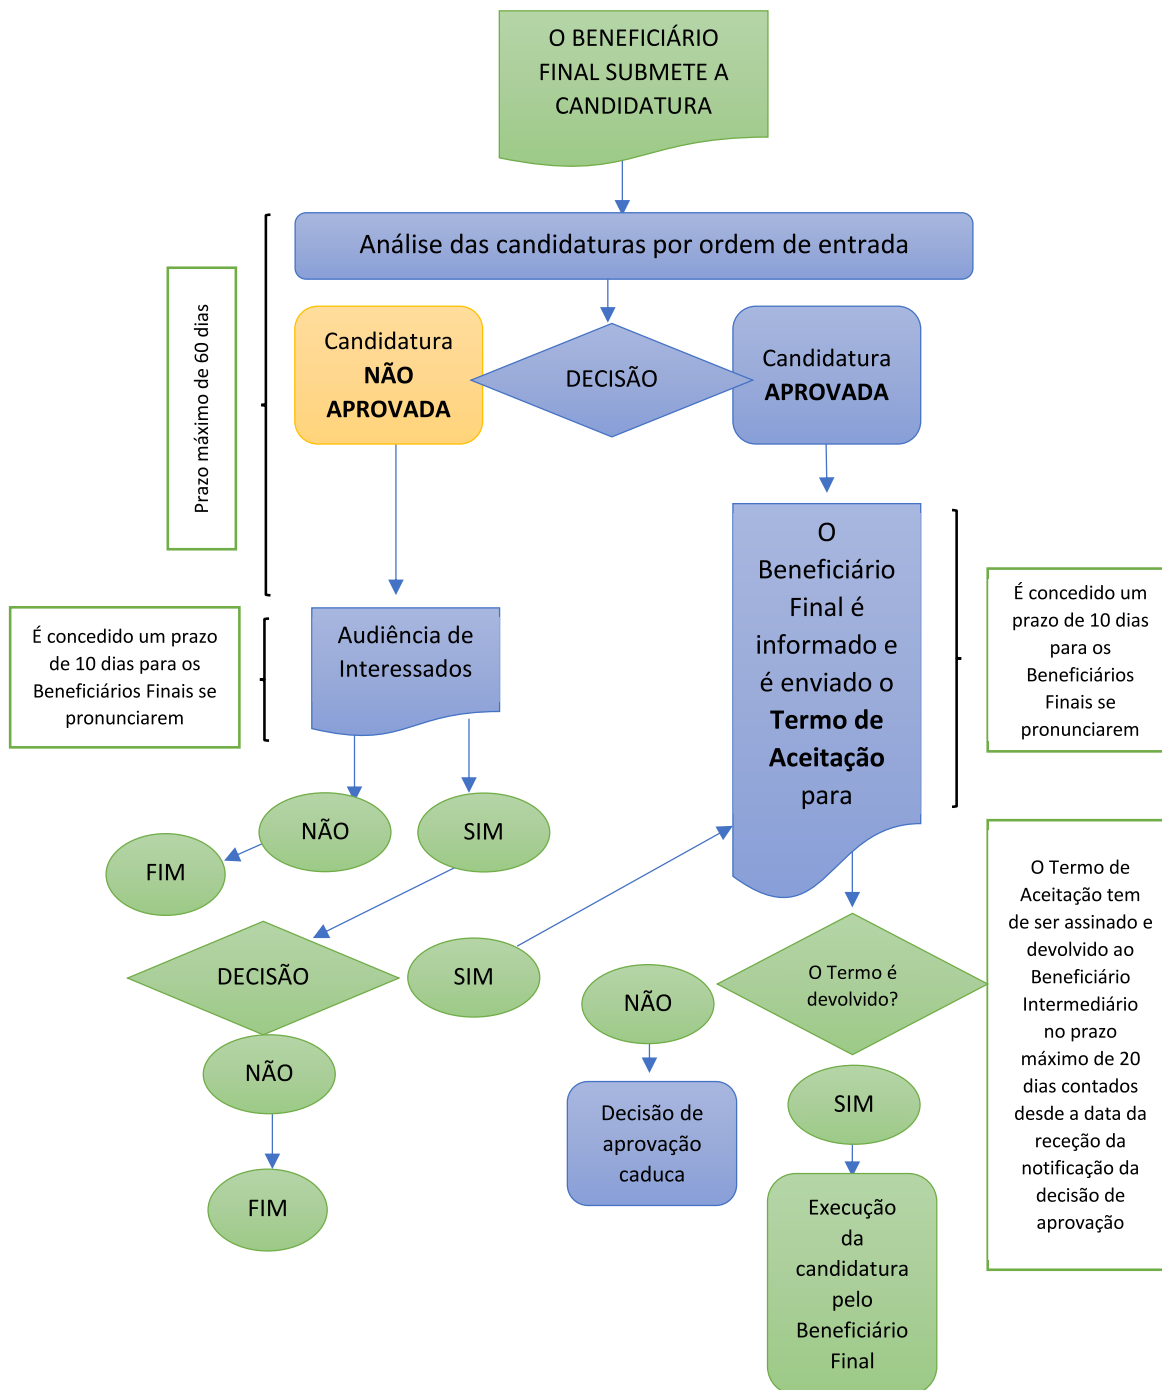 O BENEFICIÁRIO
FINAL SUBMETE A
CANDIDATURA
Análise das candidaturas por ordem de entrada
Prazo máximo de 60 dias
Candidatura
NÃO
APROVADA
DECISÃO
Candidatura
APROVADA
O
Beneficiário
Final é
informado e
é enviado o
Termo de
Aceitação
para
É concedido um
prazo de 10 dias
para os
Beneficiários
Finais se
pronunciarem
É concedido um prazo
de 10 dias para os
Beneficiários Finais se
pronunciarem
Audiência de
Interessados
NÃO
SIM
FIM
DECISÃO
SIM
NÃO
FIM
O Termo é
devolvido?
NÃO
Decisão de
aprovação
caduca
SIM
Execução
da
candidatura
pelo
Beneficiário
Final
O Termo de
Aceitação tem
de ser assinado e
devolvido ao
Beneficiário
Intermediário
no prazo
máximo de 20
dias contados
desde a data da
receção da
notificação da
decisão de
aprovação